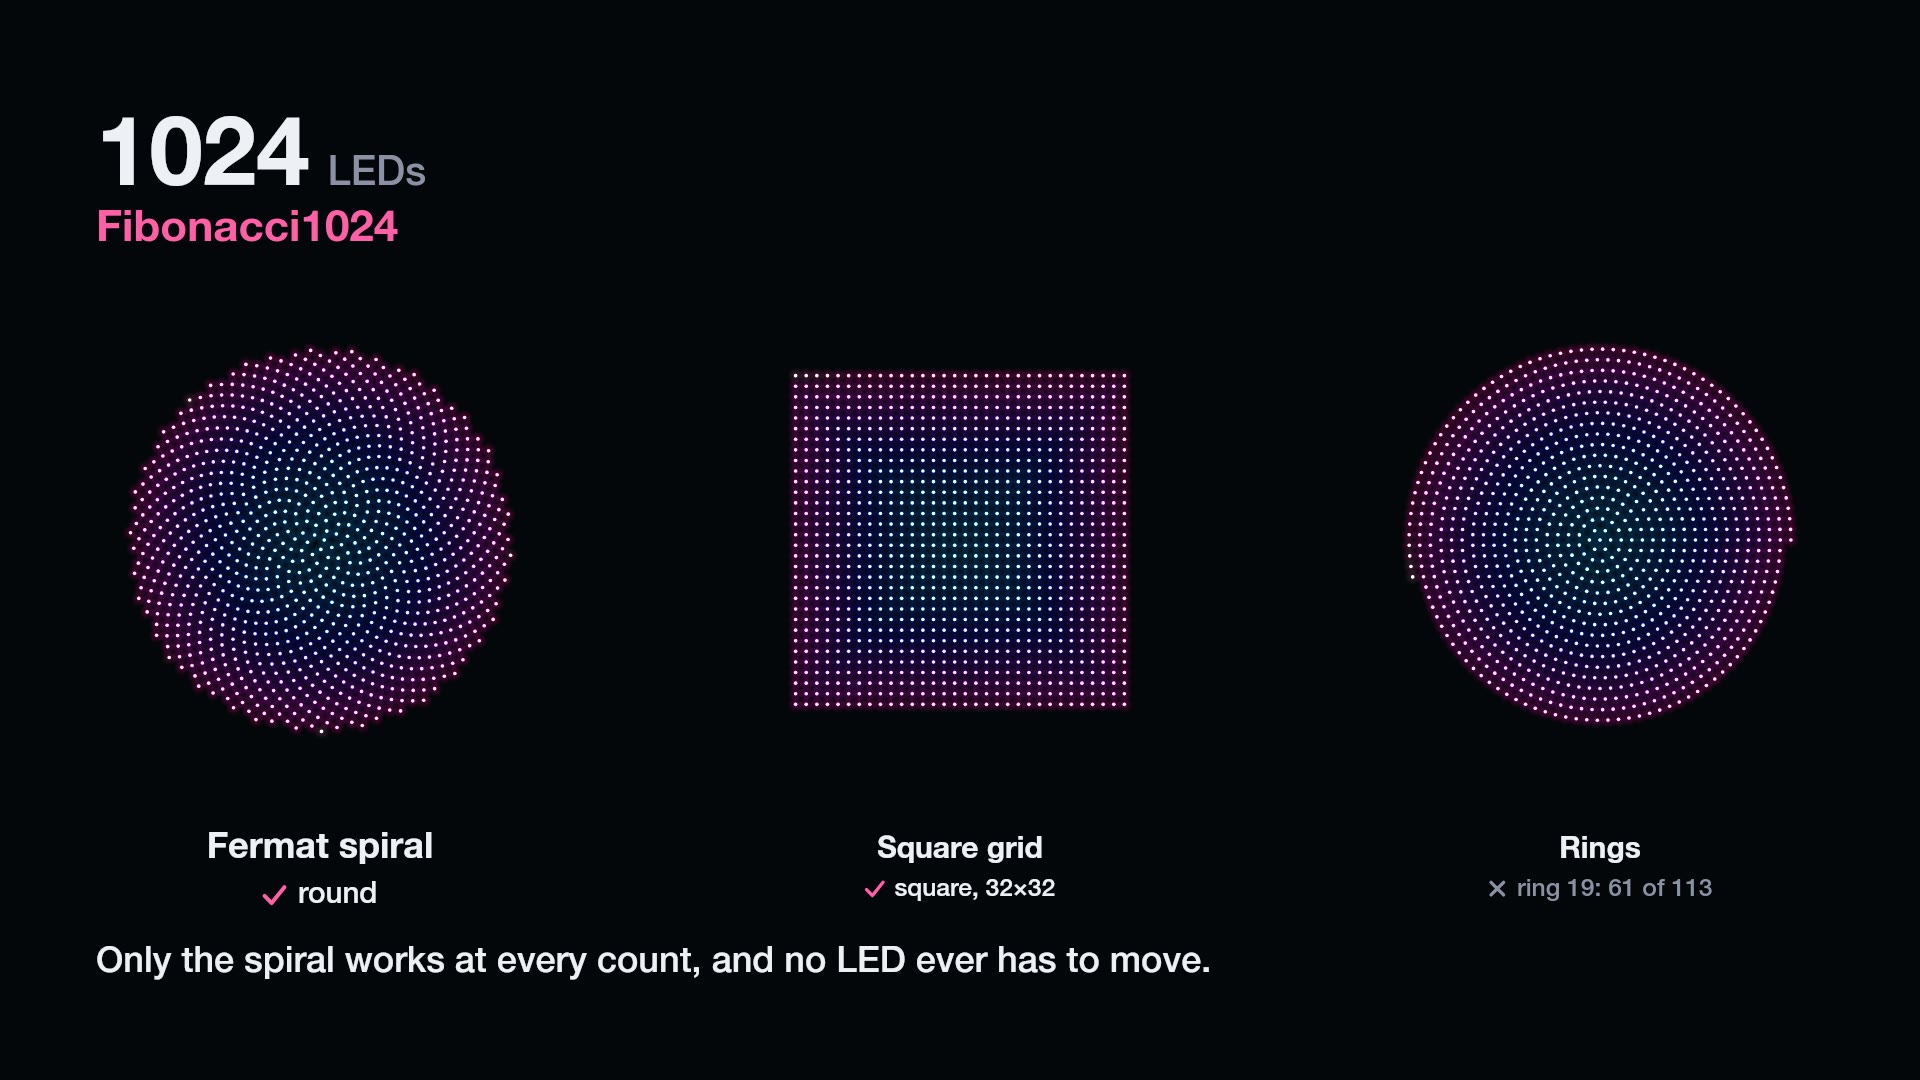 1024 LEDs
Fibonacci1024
Fermat spiral
✓ round
Square grid
✓ square, 32×32
Rings
✕ ring 19: 61 of 113
Only the spiral works at every count, and no LED ever has to move.